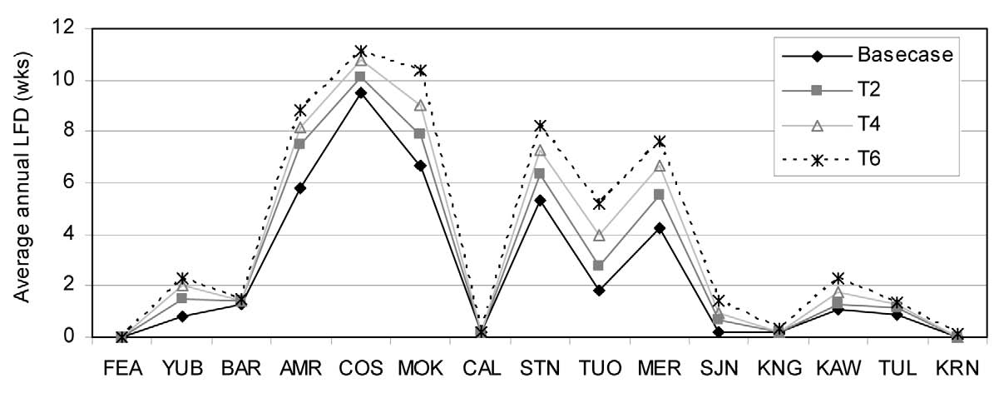 Average annual LFD (wks)
12
10
8
6
4
2
0
FEA YUB BAR AMR COS MOK CAL STN TUO MER SJN KNG KAW TUL KRN
Basecase
T2
T4
T6